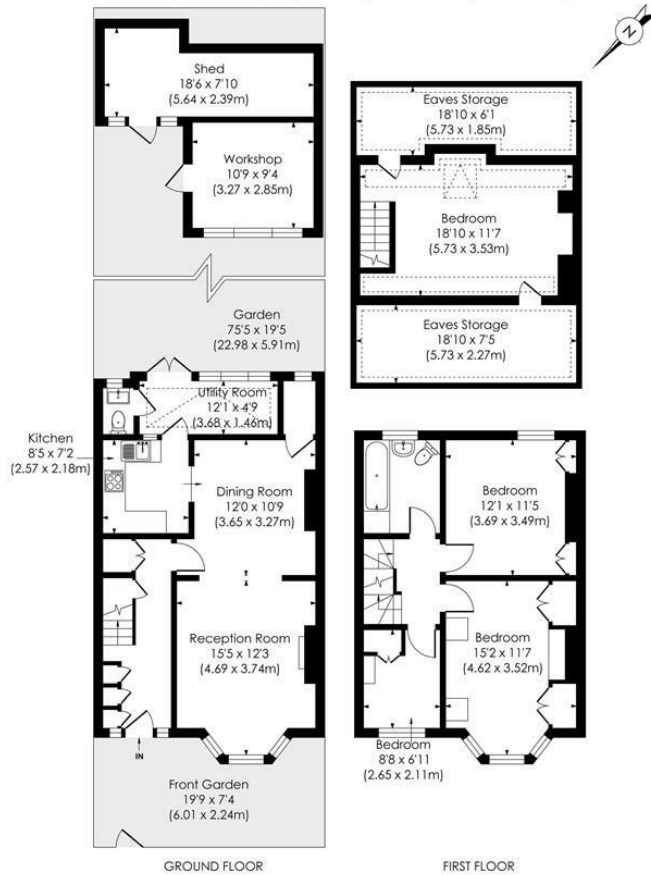 N
Shed
18'6 x 7'10
(5.64 x 2.39m)
Workshop
10'9 x 9'4
(3.27 x 2.85m)
Eaves Storage
18'10 x 6'1
(5.73 x 1.85m)
Bedroom
18'10 x 11'7
(5.73 x 3.53m)
Eaves Storage
18'10 x 7'5
(5.73 x 2.27m)
Garden
75'5 x 19'5
(22.98 x 5.91m)
Utility Room
12'1 x 4'9
(3.68 x 1.46m)
Kitchen
8'5 x 7'2
(2.57 x 2.18m)
Dining Room
12'0 x 10'9
(3.65 x 3.27m)
Reception Room
15'5 x 12'3
(4.69 x 3.74m)
IN
Front Garden
19'9 x 7'4
(6.01 x 2.24m)
GROUND FLOOR
Bedroom
12'1 x 11'5
(3.69 x 3.49m)
Bedroom
15'2 x 11'7
(4.62 x 3.52m)
Bedroom
8'8 x 6'11
(2.65 x 2.11m)
FIRST FLOOR